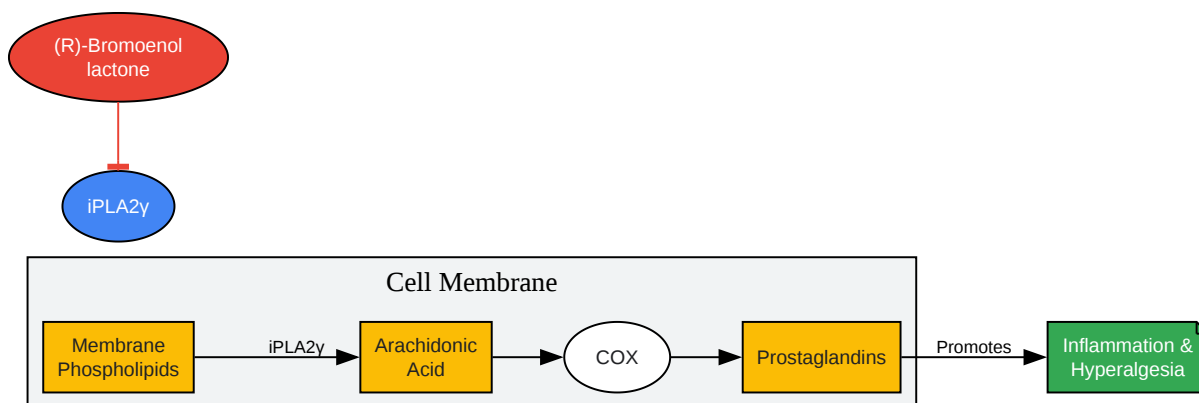 (R)-Bromoenol
lactone
iPLA2γ
Cell Membrane
Membrane
Phospholipids
iPLA2γ
Arachidonic
Acid
COX
Prostaglandins
Promotes
Inflammation &
Hyperalgesia